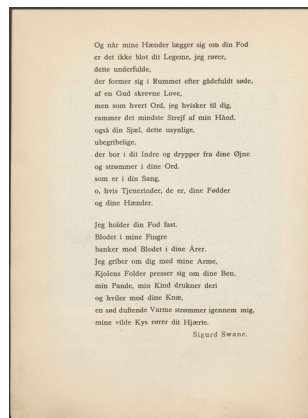 Og når mine Hænder lægger sig om din Fod
er det ikke blot dit Legeme, jeg rører,
dette underfulde,
der former sig i Rummet efter gådefuldt søde,
af en Gud skrevne Love,
men som hvert Ord, jeg hvisker til dig,
rammer det mindste Strejf af min Hånd,
også din Sjæl, dette usynlige,
ubegribelige,
der bor i dit Indre og drypper fra dine Øjne
og strømmer i dine Ord.
som er i din Sang,
o, hvis Tjenerinder, de er, dine Fødder
og dine Hænder.
Jeg holder din Fod fast.
Blodet i mine Fingre
banker mod Blodet i dine Årer.
Jeg griber om dig med mine Arme,
Kjolens Folder presser sig om dine Ben,
min Pande, min Kind drukner deri
og hviler mod dine Knæ,
en sød duftende Varme strømmer igennem mig,
mine vilde Kys rører dit Hjærte.
Sigurd Swane.